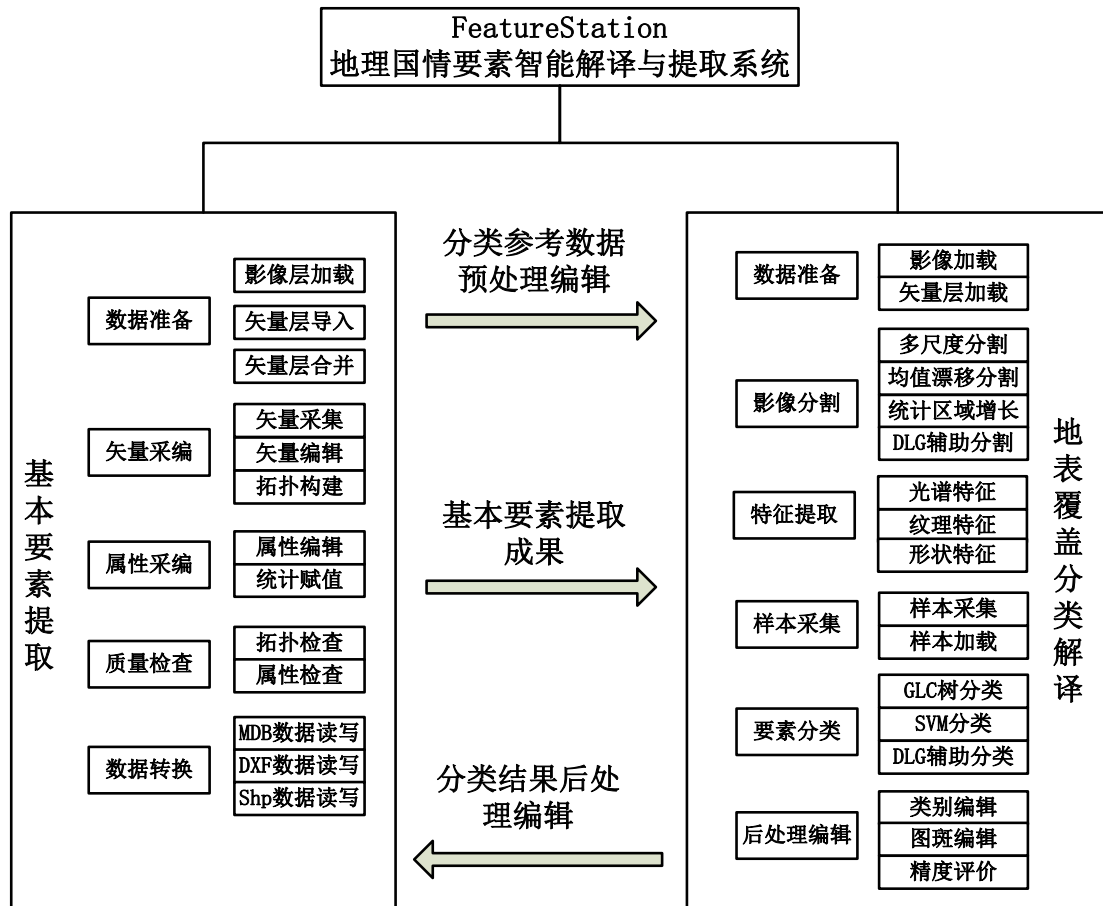 FeatureStation
地理国情要素智能解译与提取系统
基本要素提取
数据准备
影像层加载
矢量层导入
矢量层合并
矢量采编
矢量采集
矢量编辑
拓扑构建
属性采编
属性编辑
统计赋值
质量检查
拓扑检查
属性检查
数据转换
MDB数据读写
DXF数据读写
Shp数据读写
分类参考数据
预处理编辑
基本要素提取
成果
分类结果后处
理编辑
数据准备
影像加载
矢量层加载
影像分割
多尺度分割
均值漂移分割
统计区域增长
DLG辅助分割
特征提取
光谱特征
纹理特征
形状特征
样本采集
样本采集
样本加载
要素分类
GLC树分类
SVM分类
DLG辅助分类
后处理编辑
类别编辑
图斑编辑
精度评价
地表覆盖分类解译